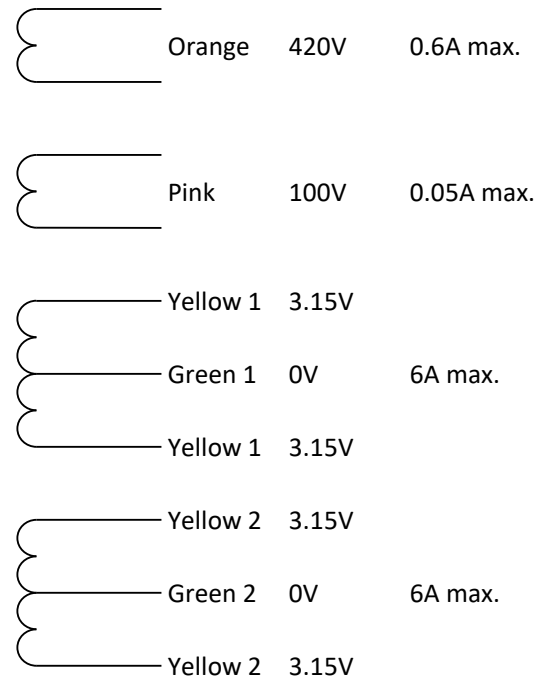 Orange 420V 0.6A max.
Pink 100V 0.05A max.
Yellow 1 3.15V
Green 1 0V 6A max.
Yellow 1 3.15V
Yellow 2 3.15V
Green 2 0V 6A max.
Yellow 2 3.15V